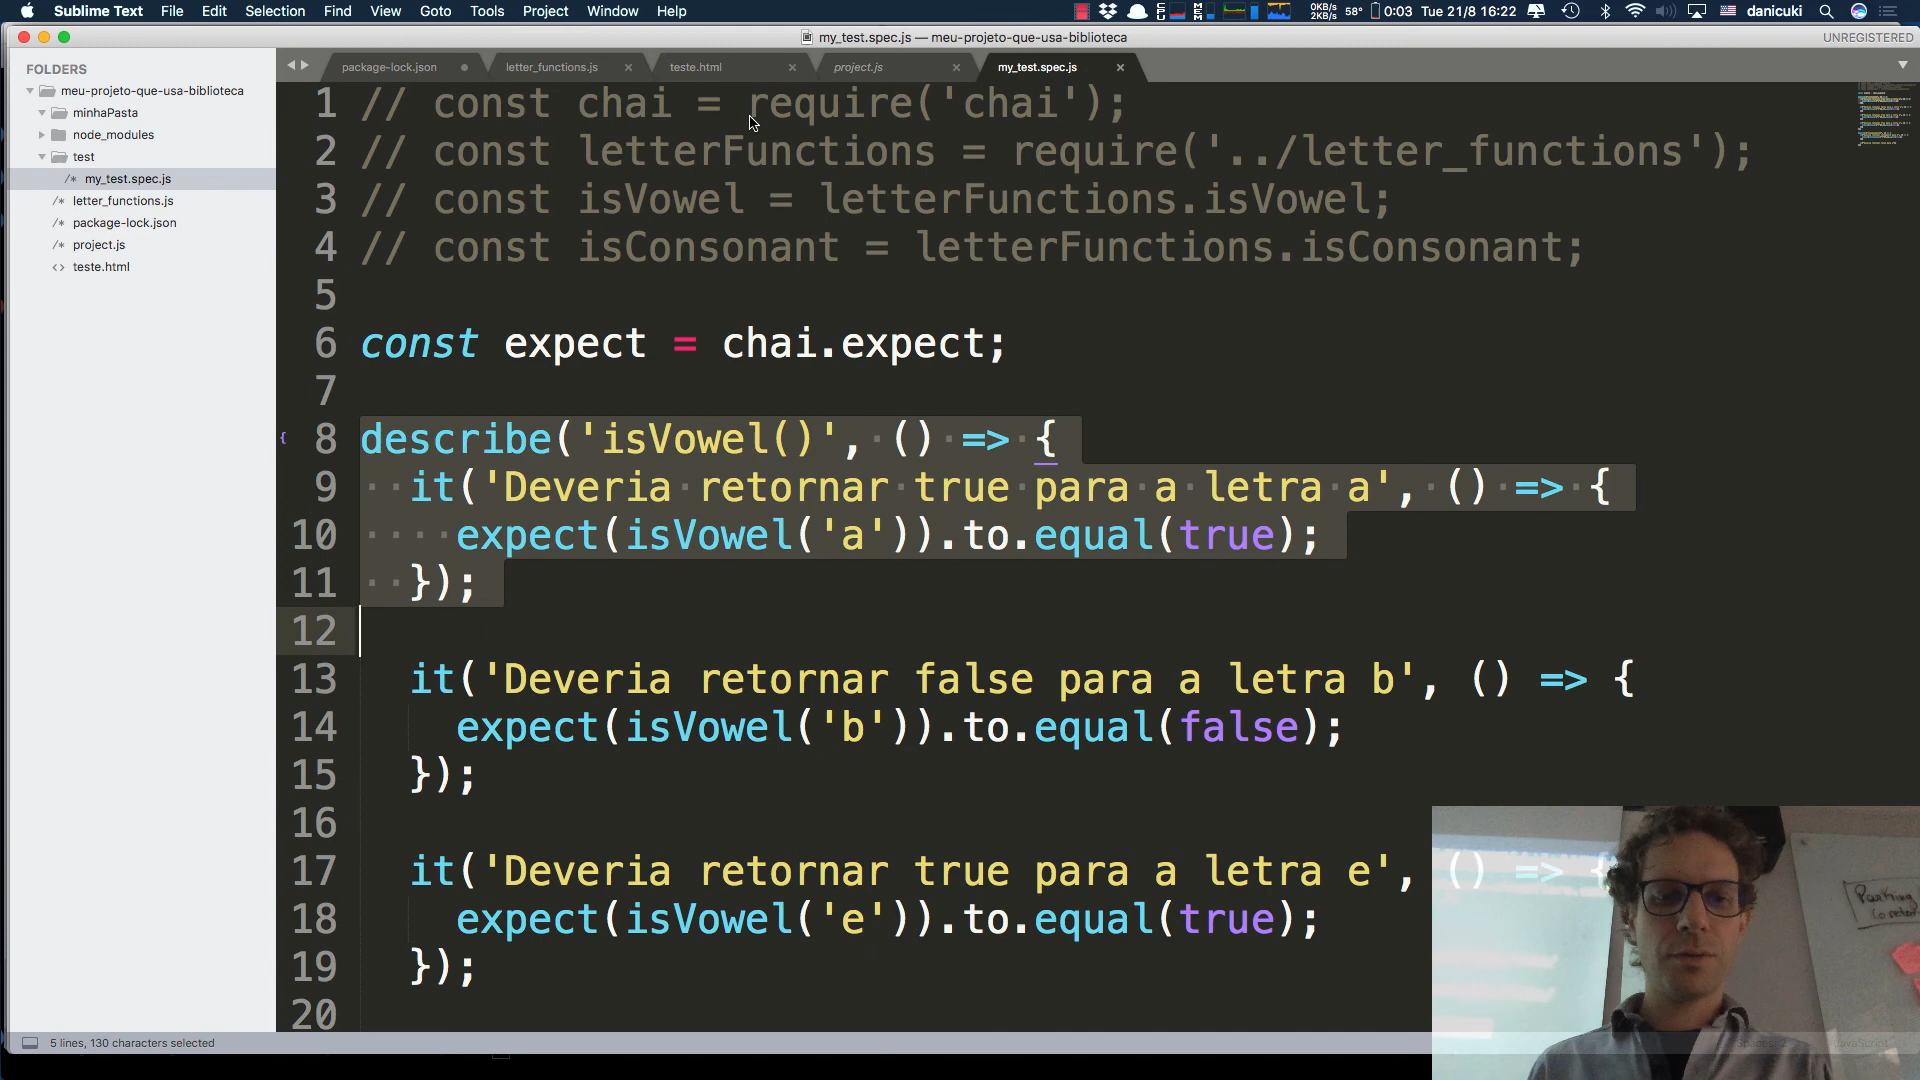 Sublime Text File Edit Selection Find View Goto Tools Project Window Help 0KB/s 2KB/s 58° 0:03 Tue 21/8 16:22 danicuki
my_test.spec.js — meu-projeto-que-usa-biblioteca UNREGISTERED
FOLDERS
meu-projeto-que-usa-biblioteca
minhaPasta
node_modules
test
/* my_test.spec.js
/* letter_functions.js
/* package-lock.json
/* project.js
<> teste.html
package-lock.json letter_functions.js teste.html project.js my_test.spec.js
1 // const chai = require('chai');
2 // const letterFunctions = require('../letter_functions');
3 // const isVowel = letterFunctions.isVowel;
4 // const isConsonant = letterFunctions.isConsonant;
5
6 const expect = chai.expect;
7
8 describe('isVowel()', () => {
9 it('Deveria retornar true para a letra a', () => {
10 expect(isVowel('a')).to.equal(true);
11 });
12
13 it('Deveria retornar false para a letra b', () => {
14 expect(isVowel('b')).to.equal(false);
15 });
16
17 it('Deveria retornar true para a letra e', () => {
18 expect(isVowel('e')).to.equal(true);
19 });
20
Parking
5 lines, 130 characters selected
Spaces: 2 JavaScript